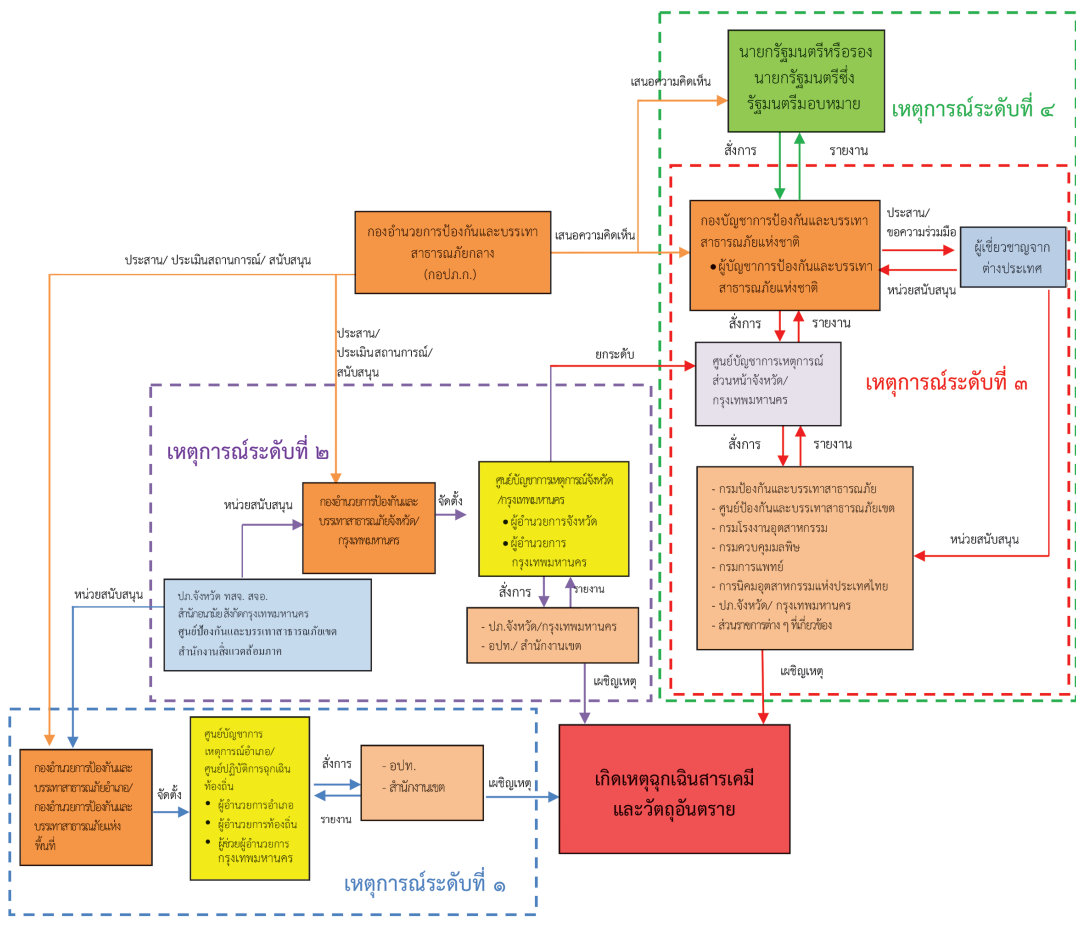 นายกรัฐมนตรีหรือรอง
นายกรัฐมนตรีซึ่ง
รัฐมนตรีมอบหมาย
เหตุการณ์ระดับที่ ๔
เสนอความคิดเห็น
สั่งการ
รายงาน
กองอำนวยการป้องกันและบรรเทา
สาธารณภัยกลาง
(กอปภ.ก.)
เสนอความคิดเห็น
กองบัญชาการป้องกันและบรรเทา
สาธารณภัยแห่งชาติ
• ผู้บัญชาการป้องกันและบรรเทา
สาธารณภัยแห่งชาติ
ประสาน/
ขอความร่วมมือ
ผู้เชี่ยวชาญจาก
ต่างประเทศ
หน่วยสนับสนุน
ประสาน/ ประเมินสถานการณ์/ สนับสนุน
ประสาน/
ประเมินสถานการณ์/
สนับสนุน
สั่งการ
รายงาน
ยกระดับ
ศูนย์บัญชาการเหตุการณ์
ส่วนหน้าจังหวัด/
กรุงเทพมหานคร
เหตุการณ์ระดับที่ ๓
สั่งการ
รายงาน
เหตุการณ์ระดับที่ ๒
หน่วยสนับสนุน
กองอำนวยการป้องกันและ
บรรเทาสาธารณภัยจังหวัด/
กรุงเทพมหานคร
จัดตั้ง
ศูนย์บัญชาการเหตุการณ์จังหวัด
/กรุงเทพมหานคร
• ผู้อำนวยการจังหวัด
• ผู้อำนวยการ
กรุงเทพมหานคร
- กรมป้องกันและบรรเทาสาธารณภัย
- ศูนย์ป้องกันและบรรเทาสาธารณภัยเขต
- กรมโรงงานอุตสาหกรรม
- กรมควบคุมมลพิษ
- กรมการแพทย์
- การนิคมอุตสาหกรรมแห่งประเทศไทย
- ปภ.จังหวัด/ กรุงเทพมหานคร
- ส่วนราชการต่าง ๆ ที่เกี่ยวข้อง
หน่วยสนับสนุน
สั่งการ
รายงาน
หน่วยสนับสนุน
ปภ.จังหวัด ทสจ. สจอ.
สำนักอนามัยสังกัดกรุงเทพมหานคร
ศูนย์ป้องกันและบรรเทาสาธารณภัยเขต
สำนักงานสิ่งแวดล้อมภาค
- ปภ.จังหวัด/กรุงเทพมหานคร
- อปท./ สำนักงานเขต
เผชิญเหตุ
เผชิญเหตุ
กองอำนวยการป้องกันและ
บรรเทาสาธารณภัยอำเภอ/
กองอำนวยการป้องกันและ
บรรเทาสาธารณภัยแห่ง
พื้นที่
จัดตั้ง
ศูนย์บัญชาการ
เหตุการณ์อำเภอ/
ศูนย์ปฏิบัติการฉุกเฉิน
ท้องถิ่น
• ผู้อำนวยการอำเภอ
• ผู้อำนวยการท้องถิ่น
• ผู้ช่วยผู้อำนวยการ
กรุงเทพมหานคร
สั่งการ
รายงาน
- อปท.
- สำนักงานเขต
เผชิญเหตุ
เกิดเหตุฉุกเฉินสารเคมี
และวัตถุอันตราย
เหตุการณ์ระดับที่ ๑